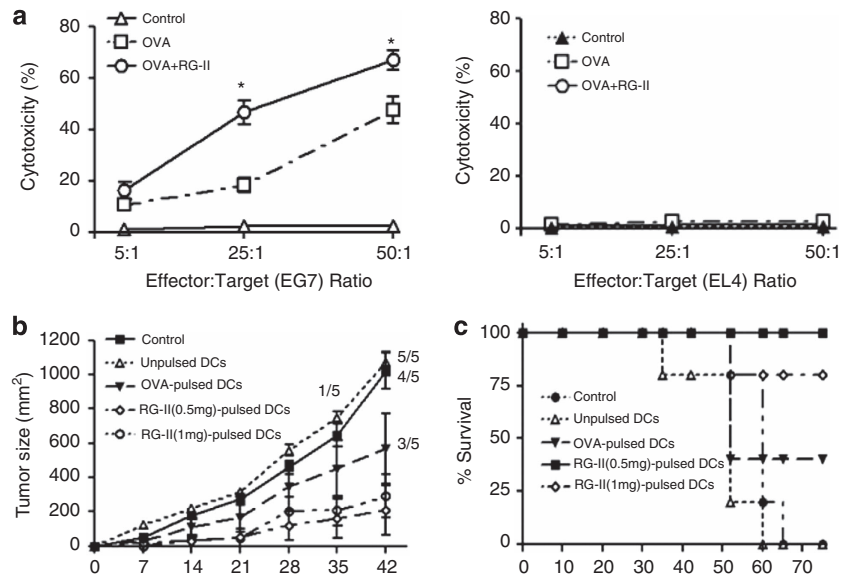 a
80
60
40
20
0
Cytotoxicity (%)
Control
OVA
OVA+RG-II
*
*
5:1 25:1 50:1
Effector:Target (EG7) Ratio
80
60
40
20
0
Cytotoxicity (%)
Control
OVA
OVA+RG-II
5:1 25:1 50:1
Effector:Target (EL4) Ratio
b
1200
1000
800
600
400
200
0
Tumor size (mm²)
Control
Unpulsed DCs
OVA-pulsed DCs
RG-II(0.5mg)-pulsed DCs
RG-II(1mg)-pulsed DCs
1/5
5/5
4/5
3/5
0 7 14 21 28 35 42
c
100
75
50
25
0
% Survival
Control
Unpulsed DCs
OVA-pulsed DCs
RG-II(0.5mg)-pulsed DCs
RG-II(1mg)-pulsed DCs
0 10 20 30 40 50 60 70